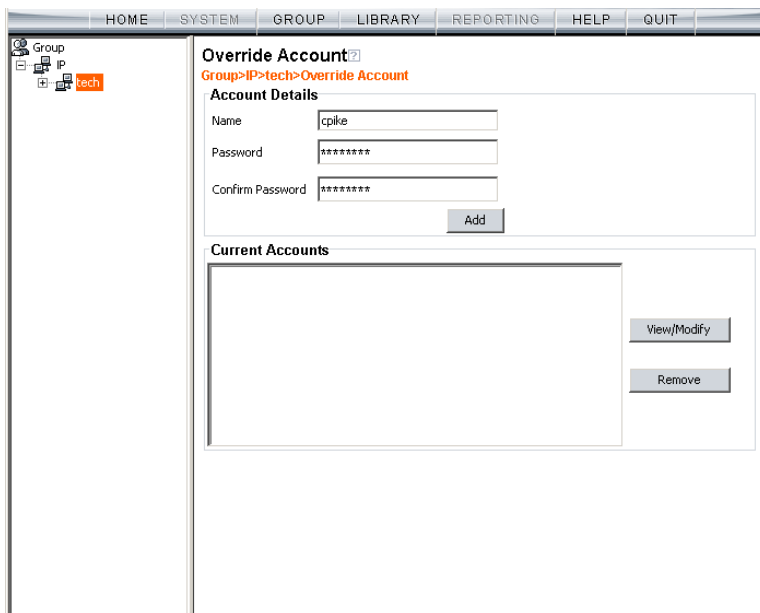 HOME SYSTEM GROUP LIBRARY REPORTING HELP QUIT
Group
IP
tech
Override Account
Group>IP>tech>Override Account
Account Details
Name cpike
Password ********
Confirm Password ********
Add
Current Accounts
View/Modify
Remove